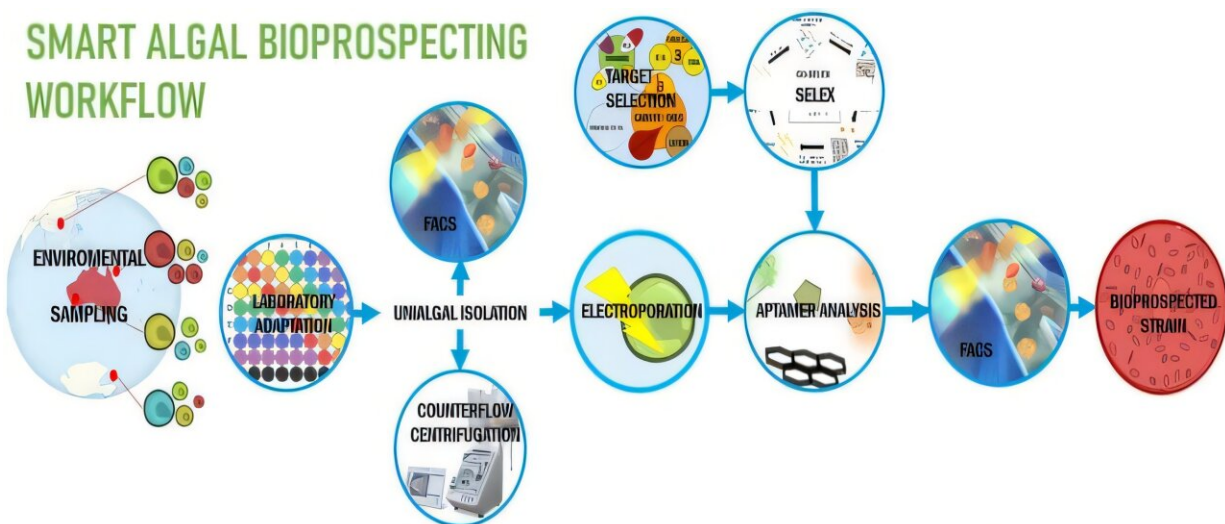 SMART ALGAL BIOPROSPECTING
WORKFLOW
ENVIROMENTAL
SAMPLING
LABORATORY
ADAPTATION
FACS
UNIALGAL ISOLATION
COUNTERFLOW
CENTRIFUGATION
TARGET
SELECTION
SELEX
ELECTROPORATION
APTAMER ANALYSIS
FACS
BIOPROSPECTED
STRAIN